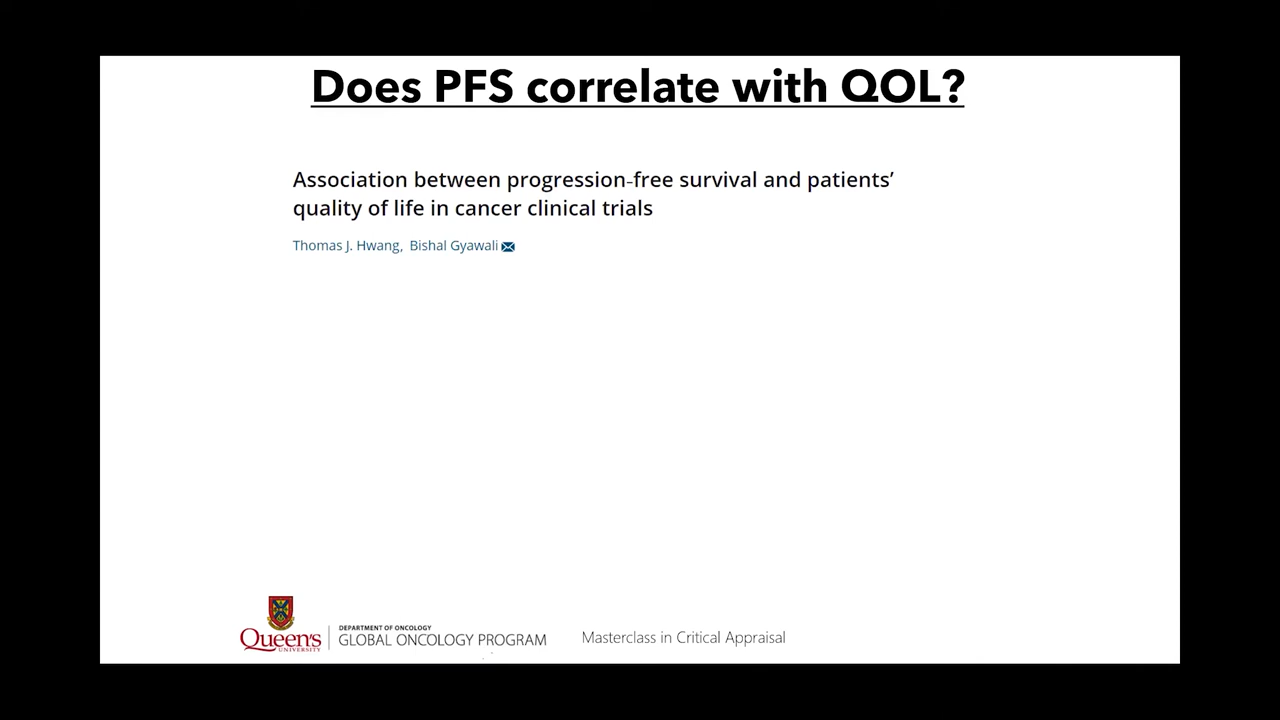 Does PFS correlate with QOL?
Association between progression-free survival and patients’
quality of life in cancer clinical trials
Thomas J. Hwang, Bishal Gyawali
Queen's
UNIVERSITY
DEPARTMENT OF ONCOLOGY
GLOBAL ONCOLOGY PROGRAM
Masterclass in Critical Appraisal